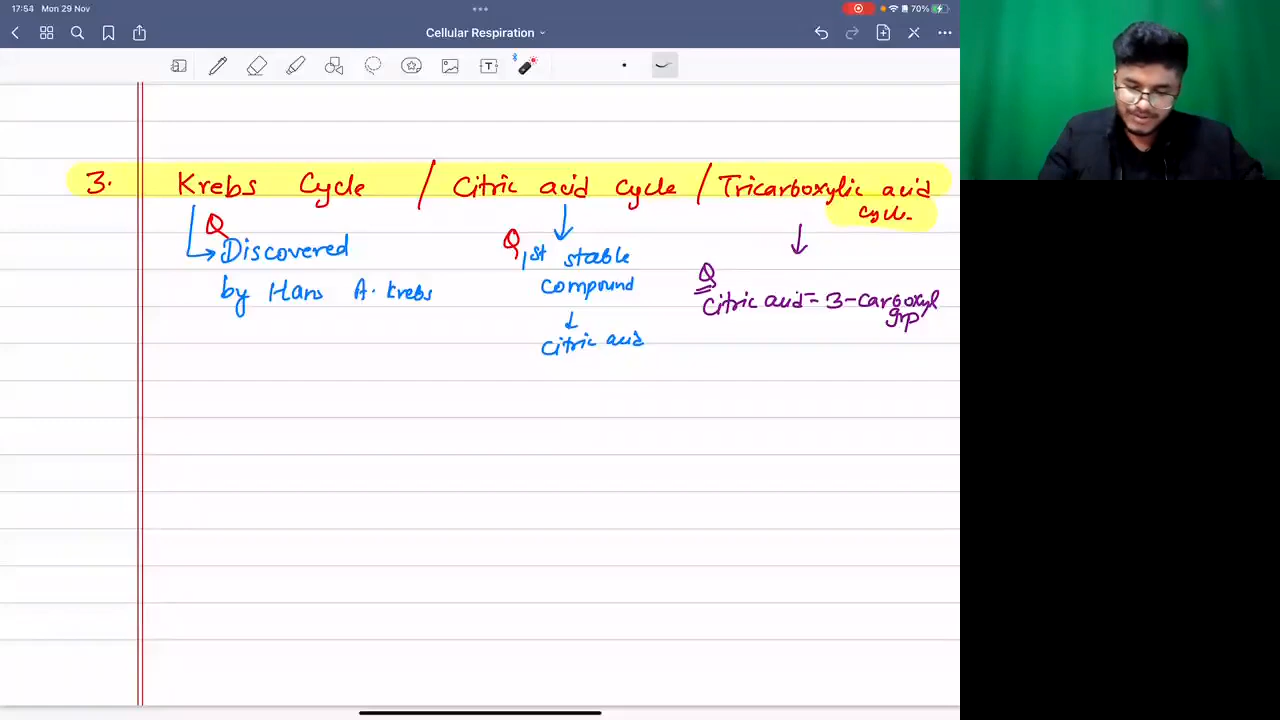 17:54 Mon 29 Nov
70%
Cellular Respiration
T
3. Krebs Cycle / Citric acid cycle / Tricarboxylic acid
cycle.
Q
Discovered
by Hans A. Krebs
Q
1st stable
compound
Citric acid
Q
Citric acid = 3-carboxyl
grp